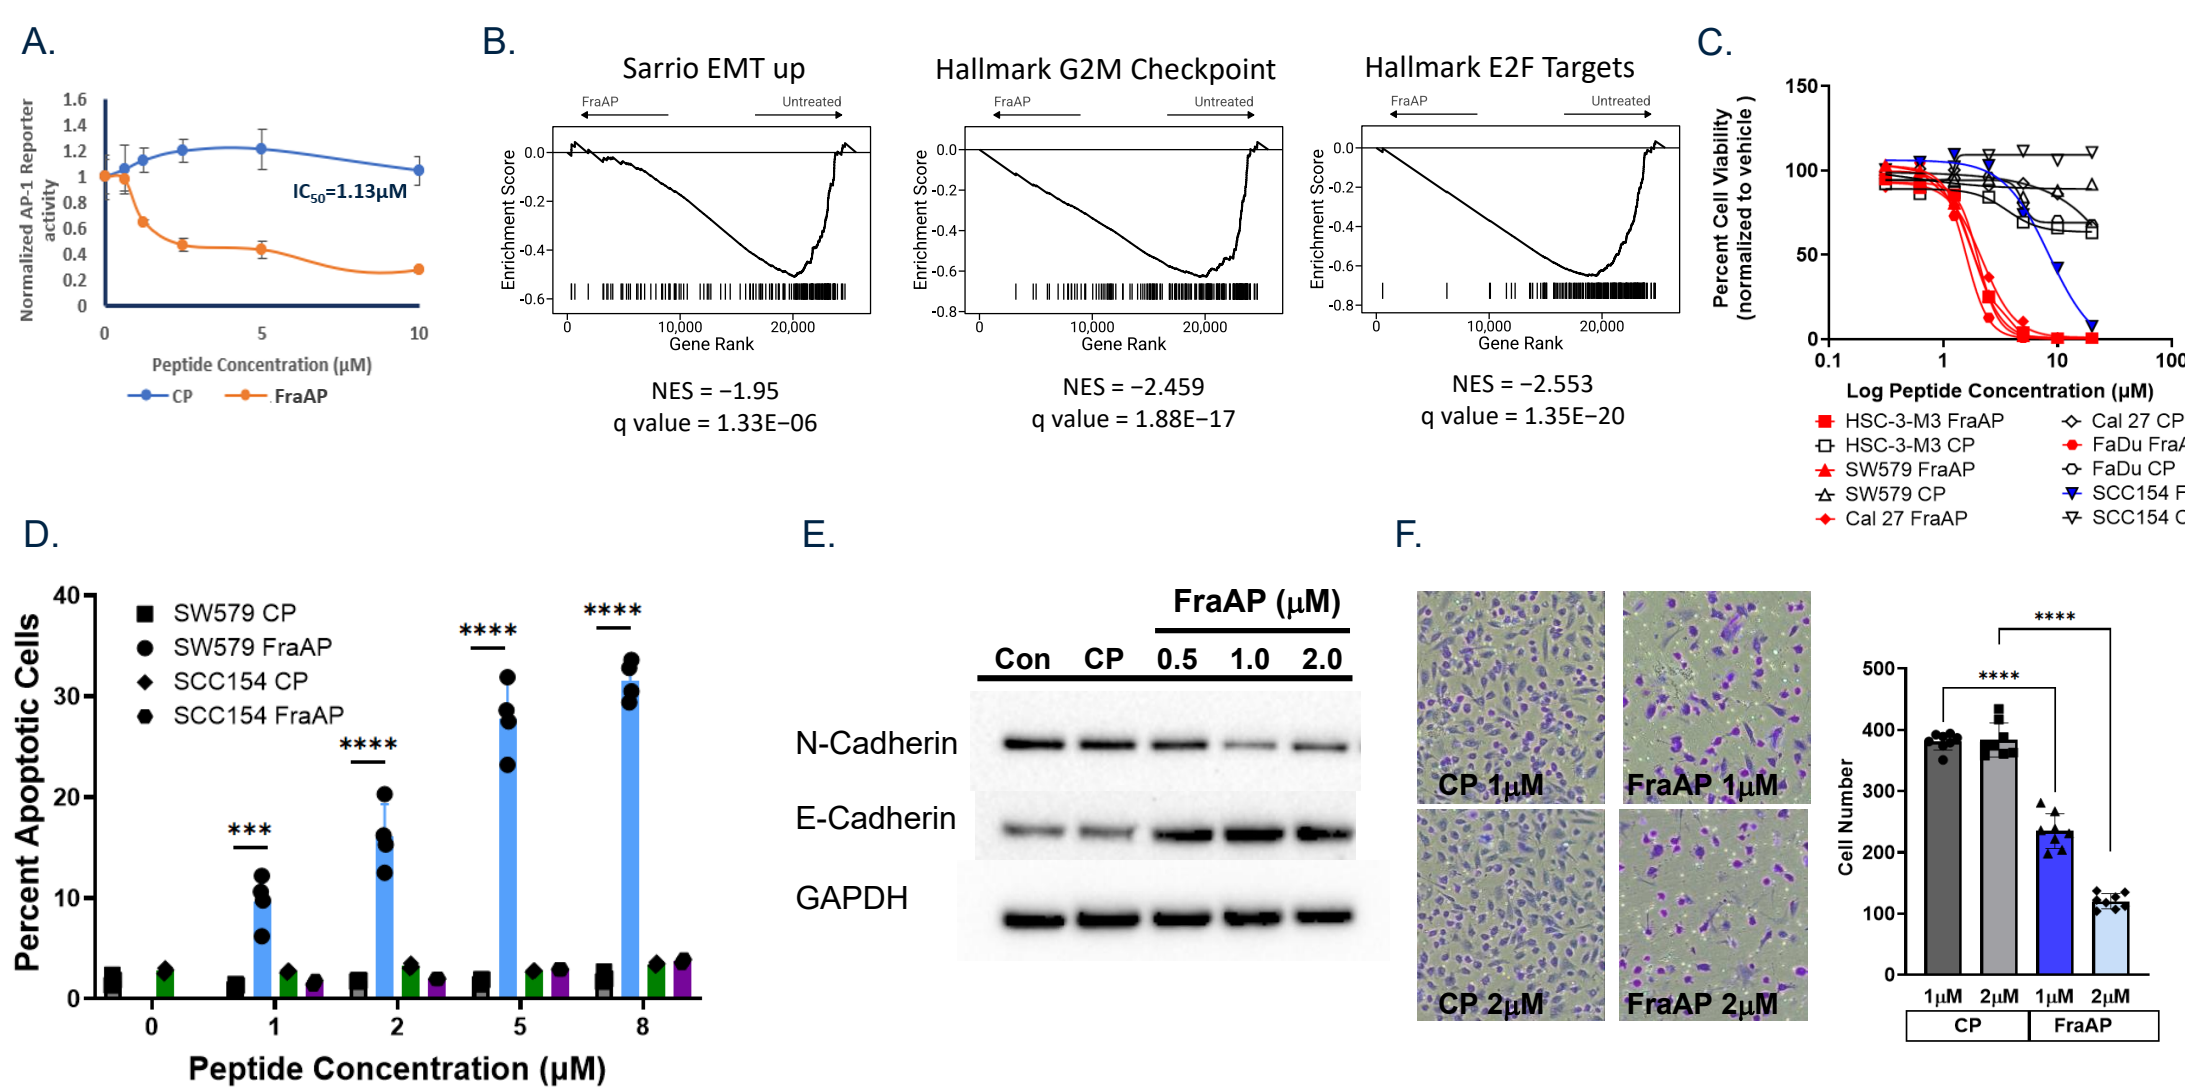 A.
Normalized AP-1 Reporter
activity
1.6
1.4
1.2
1
0.8
0.6
0.4
0.2
0
IC50=1.13μM
0
5
10
Peptide Concentration (μM)
CP
FraAP
B.
Sarrio EMT up
FraAP
Untreated
Enrichment Score
0.0
-0.2
-0.4
-0.6
0
10,000
20,000
Gene Rank
NES = −1.95
q value = 1.33E−06
Hallmark G2M Checkpoint
FraAP
Untreated
Enrichment Score
0.0
-0.2
-0.4
-0.6
-0.8
0
10,000
20,000
Gene Rank
NES = −2.459
q value = 1.88E−17
Hallmark E2F Targets
FraAP
Untreated
Enrichment Score
0.0
-0.2
-0.4
-0.6
-0.8
0
10,000
20,000
Gene Rank
NES = −2.553
q value = 1.35E−20
C.
Percent Cell Viability
(normalized to vehicle )
150
100
50
0
0.1
1
10
100
Log Peptide Concentration (μM)
HSC-3-M3 FraAP
HSC-3-M3 CP
SW579 FraAP
SW579 CP
Cal 27 FraAP
Cal 27 CP
FaDu Fra
FaDu CP
SCC154 F
SCC154
D.
Percent Apoptotic Cells
40
30
20
10
0
SW579 CP
SW579 FraAP
SCC154 CP
SCC154 FraAP
***
****
****
****
0
1
2
5
8
Peptide Concentration (μM)
E.
FraAP (μM)
Con
CP
0.5
1.0
2.0
N-Cadherin
E-Cadherin
GAPDH
F.
CP 1μM
FraAP 1μM
CP 2μM
FraAP 2μM
Cell Number
500
400
300
200
100
0
****
****
1μM
2μM
1μM
2μM
CP
FraAP